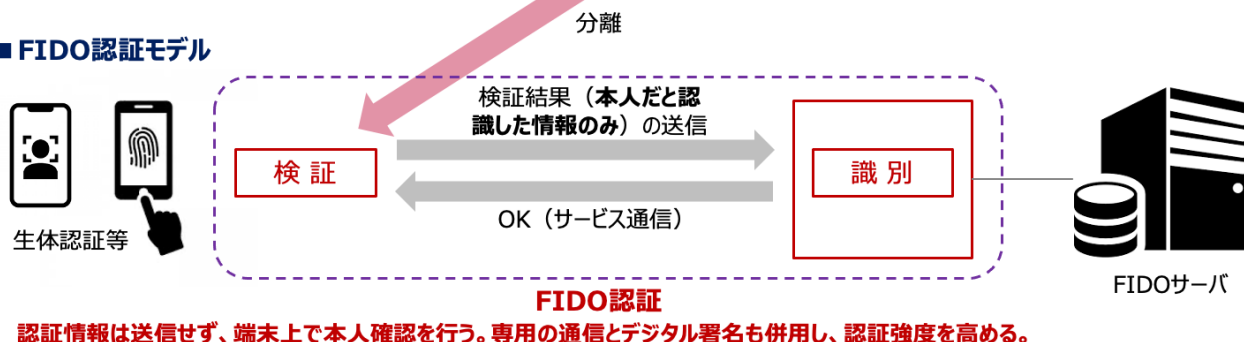 分離
■FIDO認証モデル
検証結果（本人だと認
識した情報のみ）の送信
検 証
識 別
OK（サービス通信）
生体認証等
FIDOサーバ
FIDO認証
認証情報は送信せず、端末上で本人確認を行う。専用の通信とデジタル署名も併用し、認証強度を高める。